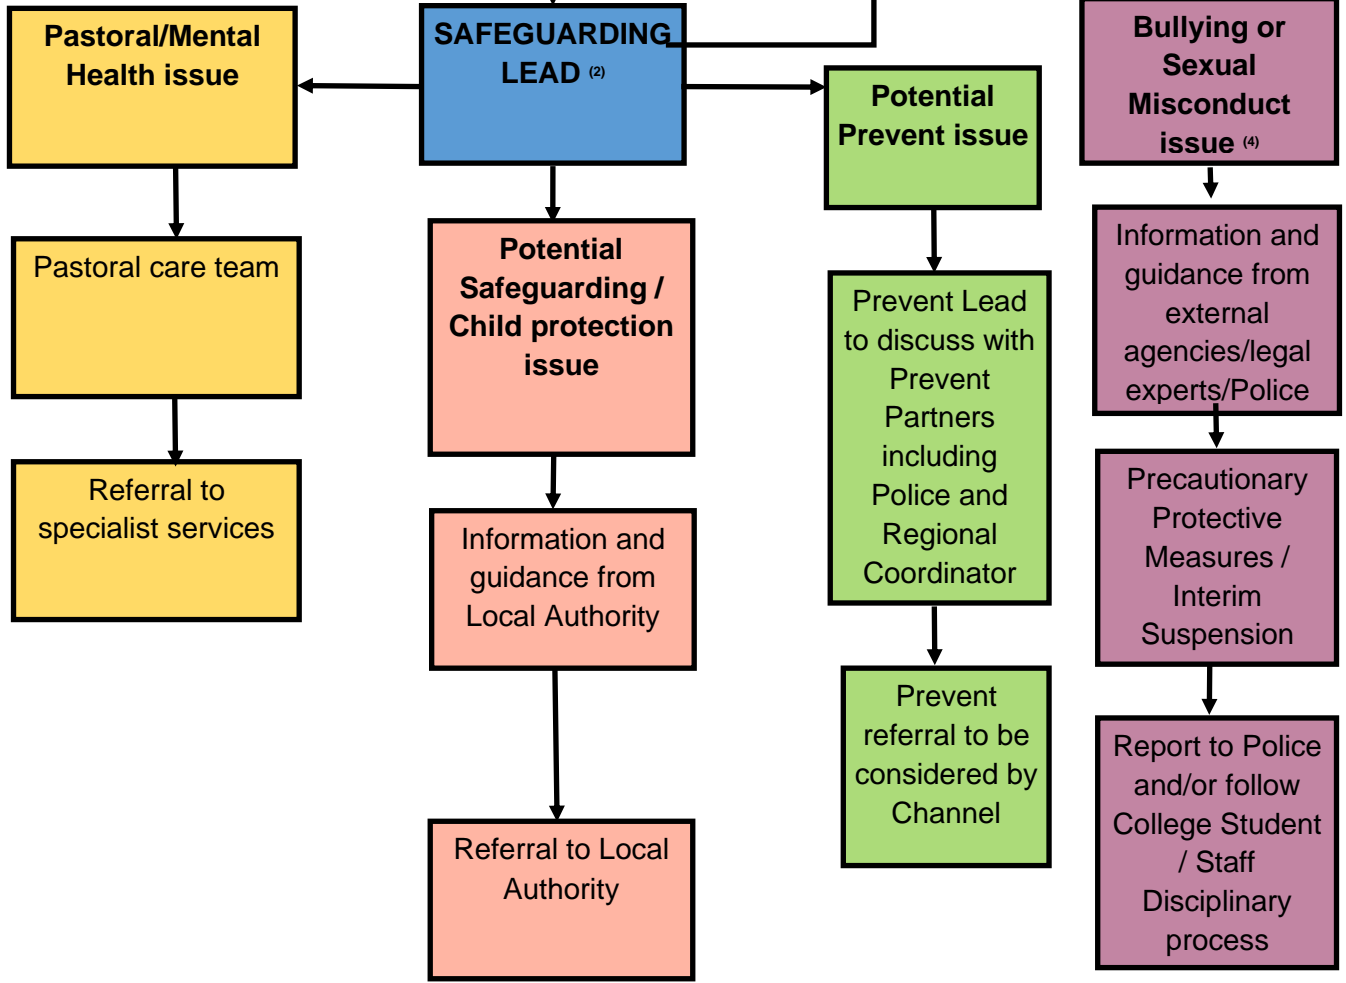 Pastoral/Mental
Health issue
SAFEGUARDING
LEAD (2)
Potential
Prevent issue
Bullying or
Sexual
Misconduct
issue (4)
Pastoral care team
Referral to
specialist services
Potential
Safeguarding /
Child protection
issue
Information and
guidance from
Local Authority
Referral to Local
Authority
Prevent Lead
to discuss with
Prevent
Partners
including
Police and
Regional
Coordinator
Prevent
referral to be
considered by
Channel
Information and
guidance from
external
agencies/legal
experts/Police
Precautionary
Protective
Measures /
Interim
Suspension
Report to Police
and/or follow
College Student
/ Staff
Disciplinary
process